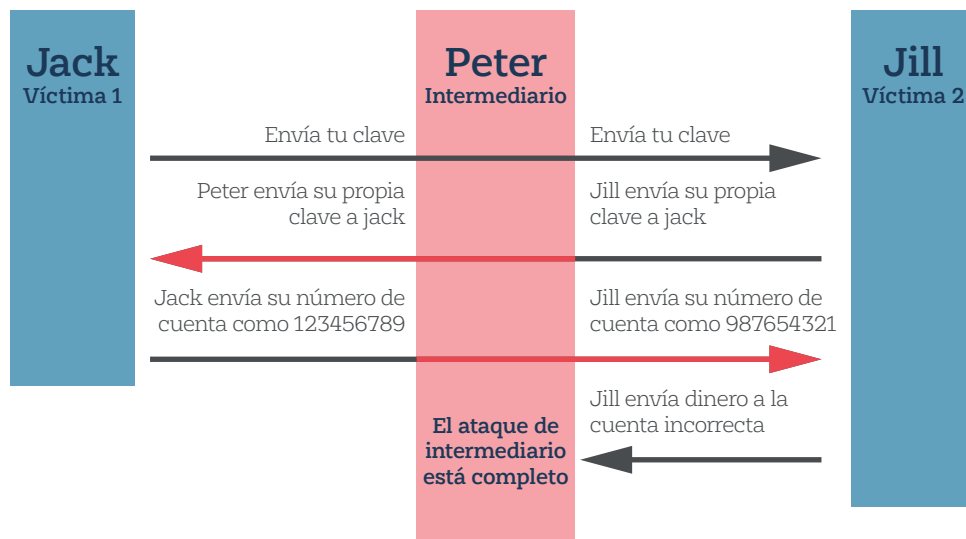 Jack
Víctima 1
Peter
Intermediario
Jill
Víctima 2
Envía tu clave
Envía tu clave
Peter envía su propia
clave a jack
Jill envía su propia
clave a jack
Jack envía su número de
cuenta como 123456789
Jill envía su número de
cuenta como 987654321
El ataque de
intermediario
está completo
Jill envía dinero a la
cuenta incorrecta